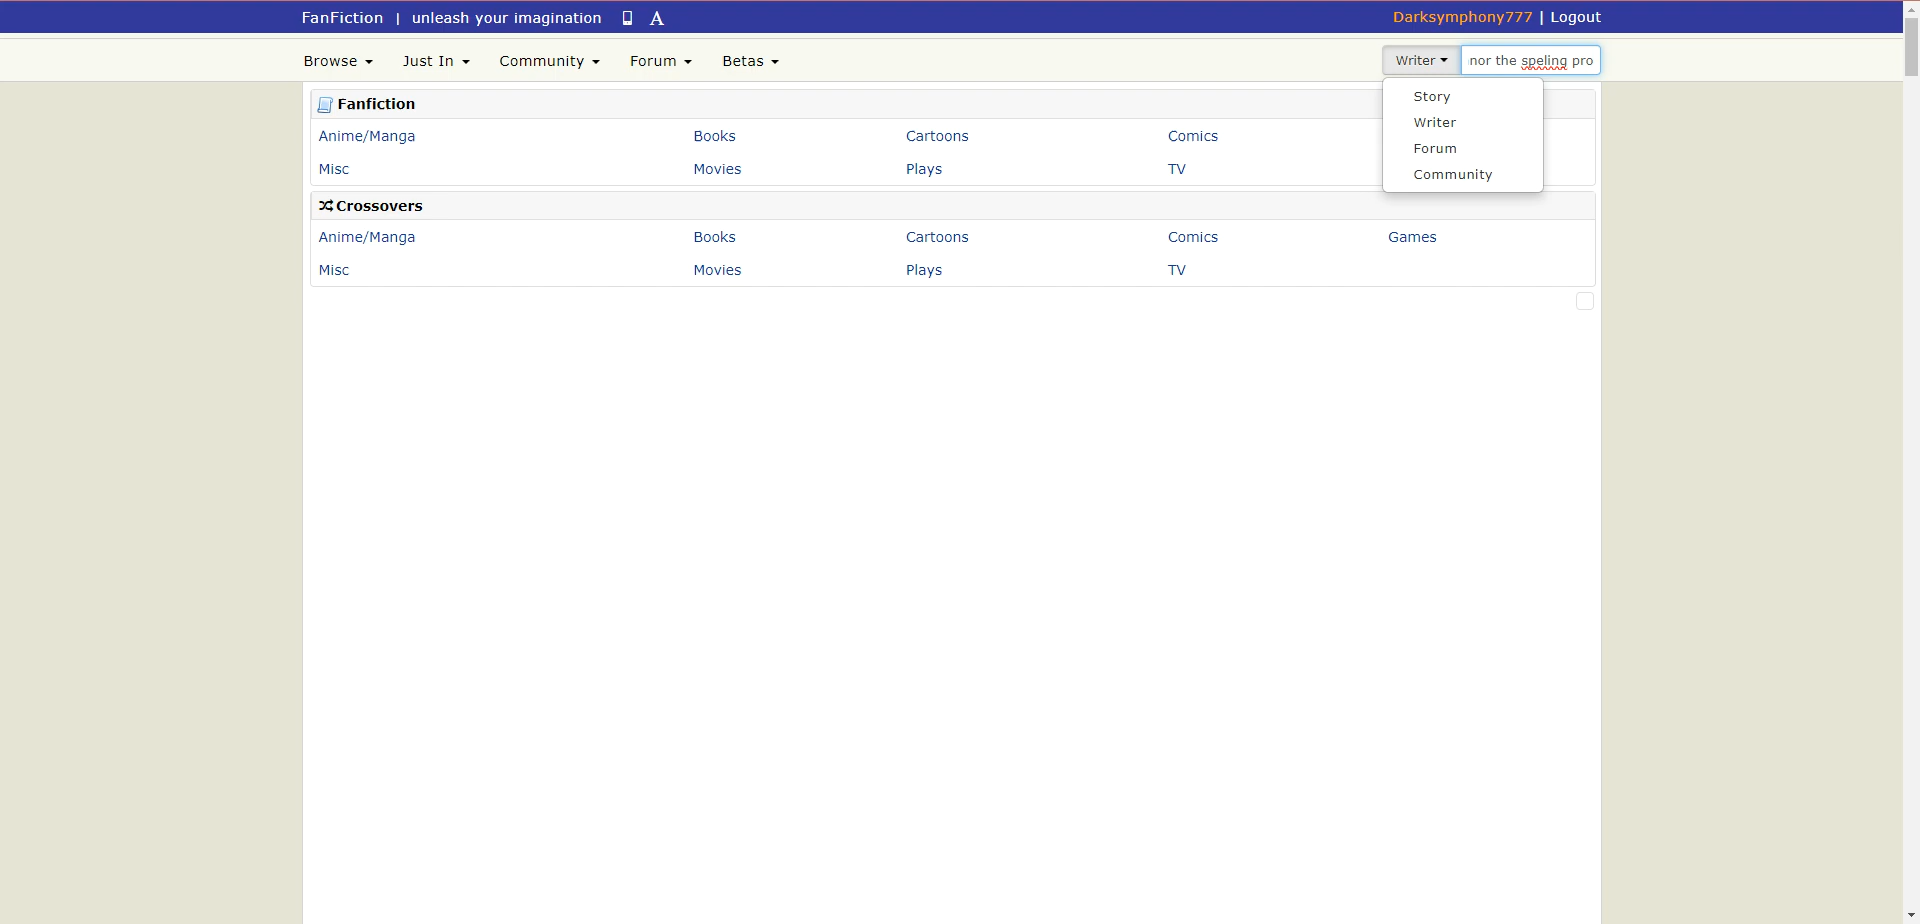 FanFiction | unleash your imagination A Darksymphony777 | Logout
Browse Just In Community Forum Betas Writer nor the speling pro
Story
Writer
Forum
Community
Fanfiction
Anime/Manga Books Cartoons Comics
Misc Movies Plays TV
Crossovers
Anime/Manga Books Cartoons Comics Games
Misc Movies Plays TV